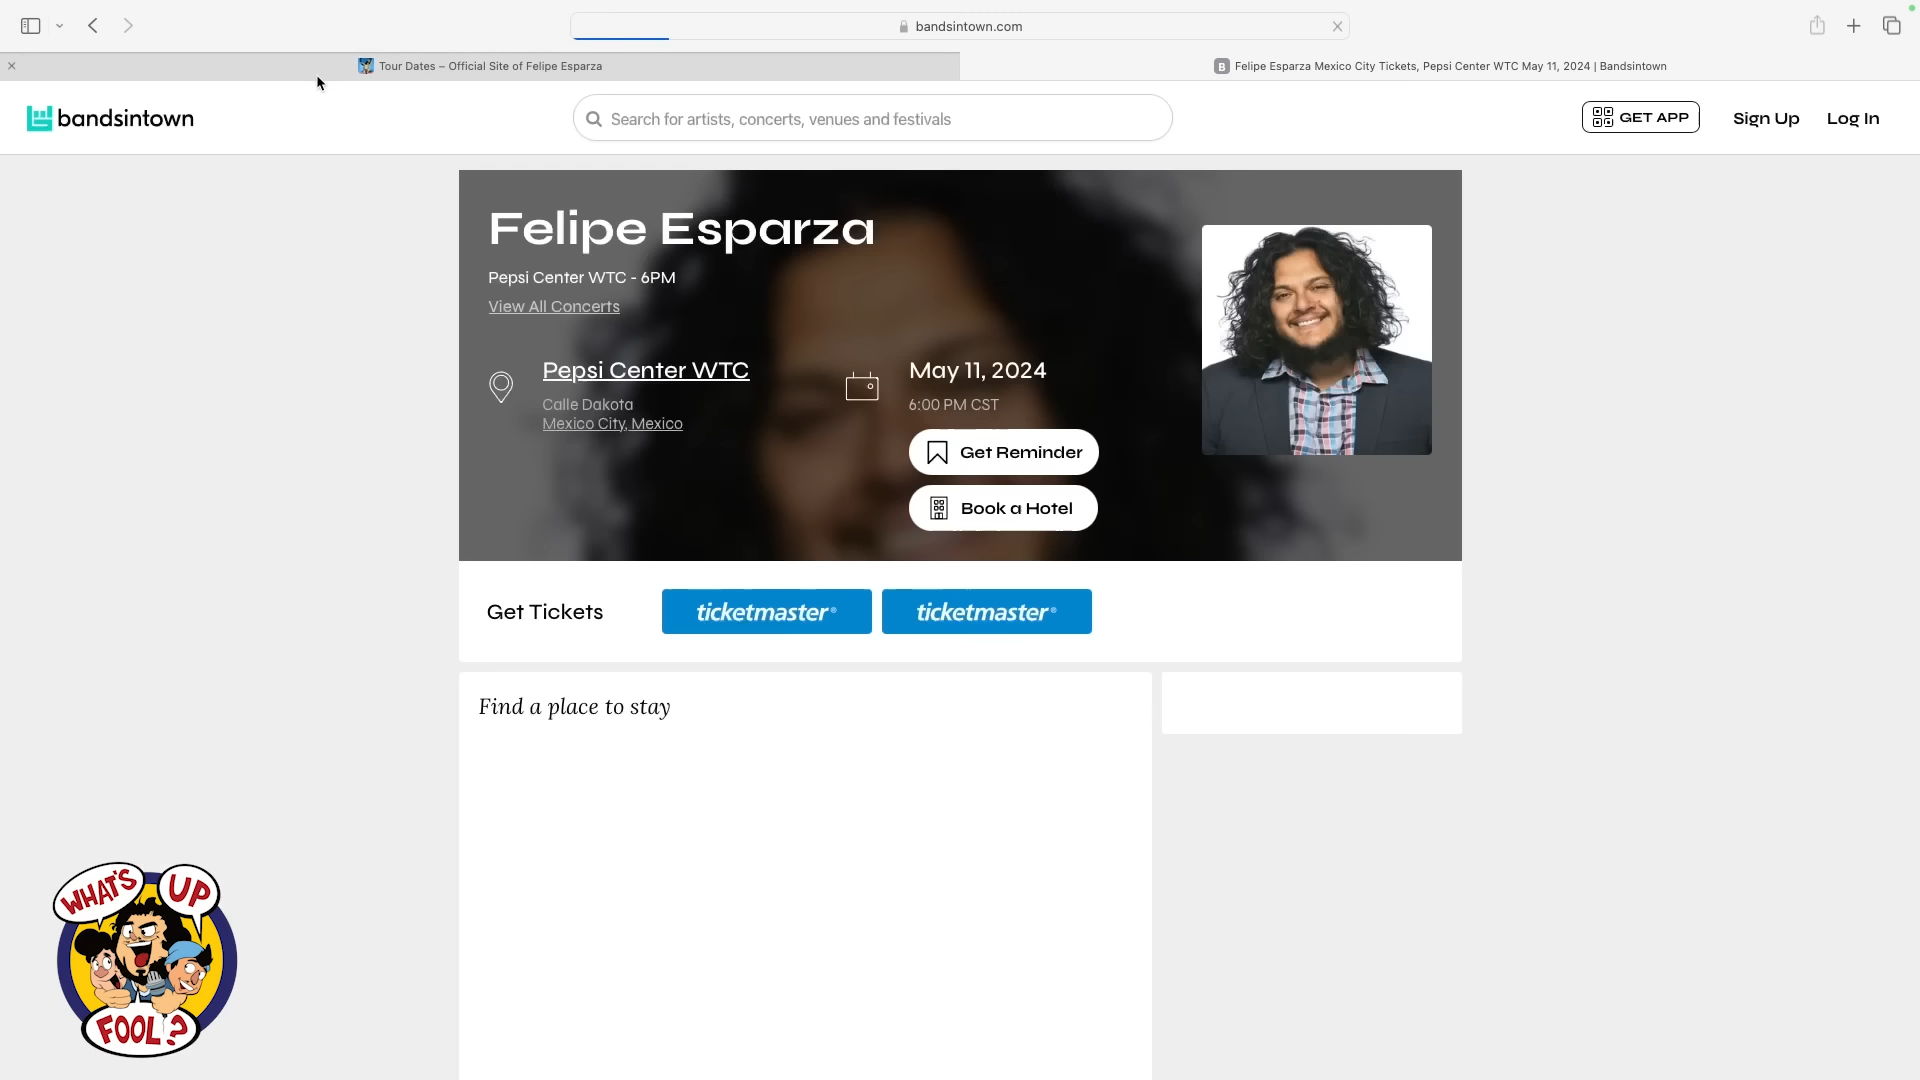 bandsintown.com
Tour Dates – Official Site of Felipe Esparza
B Felipe Esparza Mexico City Tickets, Pepsi Center WTC May 11, 2024 | Bandsintown
bandsintown
Search for artists, concerts, venues and festivals
GET APP
Sign Up
Log In
Felipe Esparza
Pepsi Center WTC - 6PM
View All Concerts
Pepsi Center WTC
Calle Dakota
Mexico City, Mexico
May 11, 2024
6:00 PM CST
Get Reminder
Book a Hotel
Get Tickets
ticketmaster®
ticketmaster®
Find a place to stay
WHAT'S
UP
FOOL?